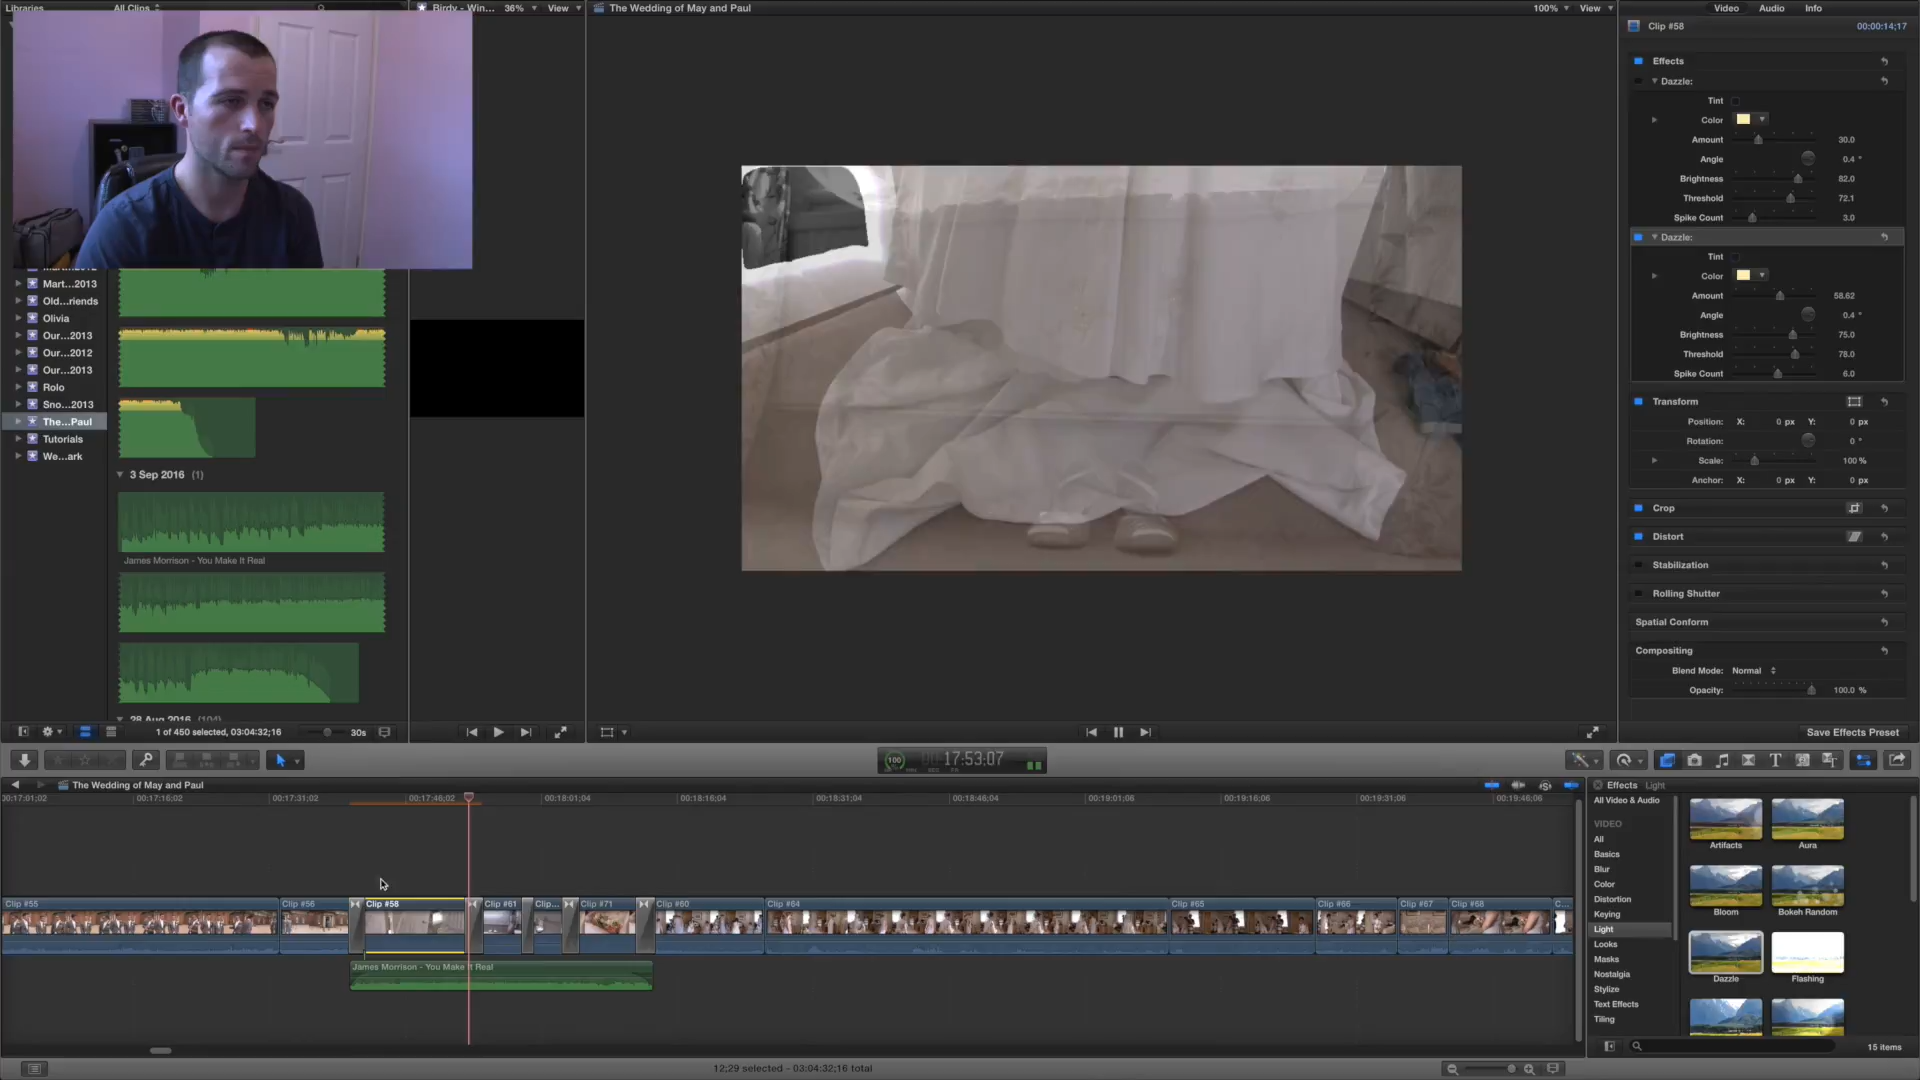 Libraries
All Clips
Birdy - Win...
36%
View
The Wedding of May and Paul
100%
View
Video
Audio
Info
Clip #58
00:00:14;17
Effects
Dazzle:
Tint
Color
Amount
30.0
Angle
0.4 °
Brightness
82.0
Threshold
72.1
Spike Count
3.0
Dazzle:
Tint
Color
Amount
58.62
Angle
0.4 °
Brightness
75.0
Threshold
78.0
Spike Count
6.0
Transform
Position:
X:
0 px
Y:
0 px
Rotation:
0 °
Scale:
100 %
Anchor:
X:
0 px
Y:
0 px
Crop
Distort
Stabilization
Rolling Shutter
Spatial Conform
Compositing
Blend Mode:
Normal
Opacity:
100.0 %
Save Effects Preset
Mart...2013
Old...riends
Olivia
Our...2013
Our...2012
Our...2013
Rolo
Sno...2013
The...Paul
Tutorials
We...ark
3 Sep 2016 (1)
James Morrison - You Make It Real
28 Aug 2016 (104)
1 of 450 selected, 03:04:32;16
30s
100
17:53;07
The Wedding of May and Paul
00:17:01;02
00:17:16;02
00:17:31;02
00:17:46;02
00:18:01;04
00:18:16;04
00:18:31;04
00:18:46;04
00:19:01;06
00:19:16;06
00:19:31;06
00:19:46;06
Clip #55
Clip #56
Clip #58
Clip #61
Clip...
Clip #71
Clip #60
Clip #64
Clip #65
Clip #66
Clip #67
Clip #68
C...
James Morrison - You Make It Real
Effects
Light
All Video & Audio
VIDEO
All
Basics
Blur
Color
Distortion
Keying
Light
Looks
Masks
Nostalgia
Stylize
Text Effects
Tiling
Artifacts
Aura
Bloom
Bokeh Random
Dazzle
Flashing
15 items
12;29 selected - 03:04:32;16 total